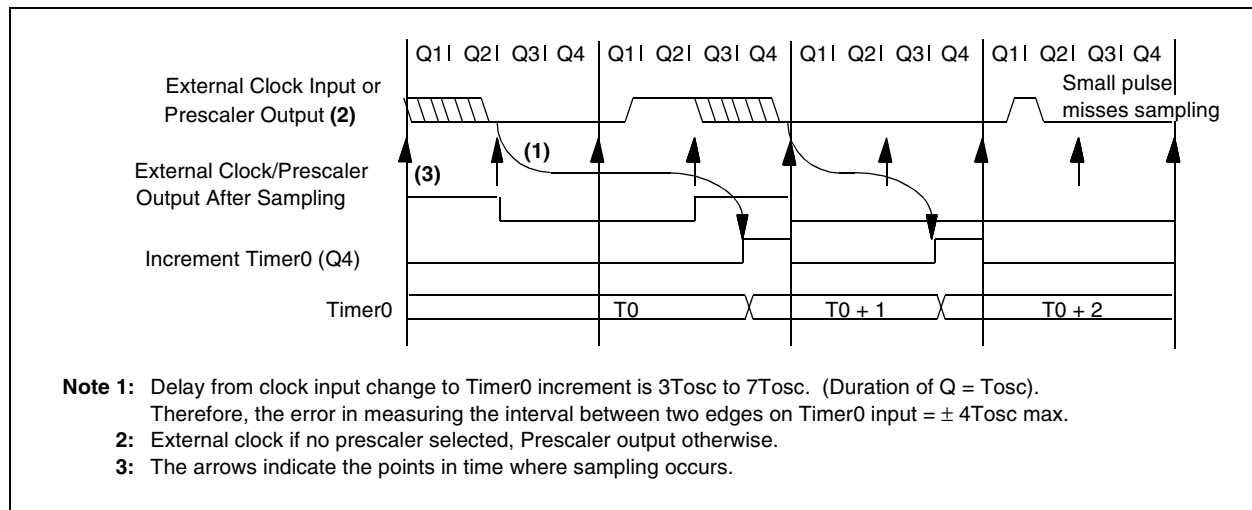 Q1 Q2 Q3 Q4 Q1 Q2 Q3 Q4 Q1 Q2 Q3 Q4 Q1 Q2 Q3 Q4
External Clock Input or
Prescaler Output (2)
Small pulse
misses sampling
(1)
(3)
External Clock/Prescaler
Output After Sampling
Increment Timer0 (Q4)
Timer0
T0 T0 + 1 T0 + 2
Note 1: Delay from clock input change to Timer0 increment is 3Tosc to 7Tosc. (Duration of Q = Tosc).
Therefore, the error in measuring the interval between two edges on Timer0 input = ± 4Tosc max.
2: External clock if no prescaler selected, Prescaler output otherwise.
3: The arrows indicate the points in time where sampling occurs.